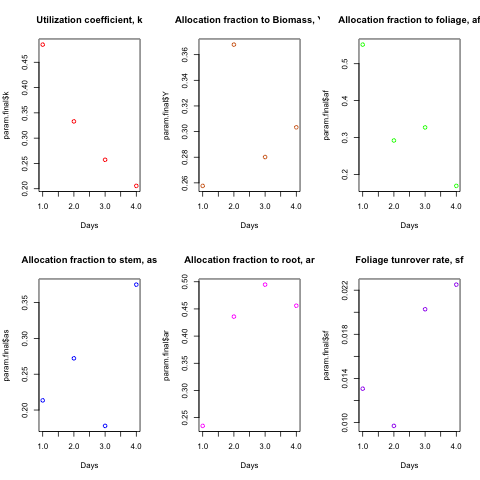 Utilization coefficient, k
param.final$k
0.20 0.25 0.30 0.35 0.40 0.45
1.0 2.0 3.0 4.0
Days
Allocation fraction to Biomass, Y
param.final$Y
0.26 0.28 0.30 0.32 0.34 0.36
1.0 2.0 3.0 4.0
Days
Allocation fraction to foliage, af
param.final$af
0.2 0.3 0.4 0.5
1.0 2.0 3.0 4.0
Days
Allocation fraction to stem, as
param.final$as
0.20 0.25 0.30 0.35
1.0 2.0 3.0 4.0
Days
Allocation fraction to root, ar
param.final$ar
0.25 0.30 0.35 0.40 0.45 0.50
1.0 2.0 3.0 4.0
Days
Foliage tunrover rate, sf
param.final$sf
0.010 0.014 0.018 0.022
1.0 2.0 3.0 4.0
Days